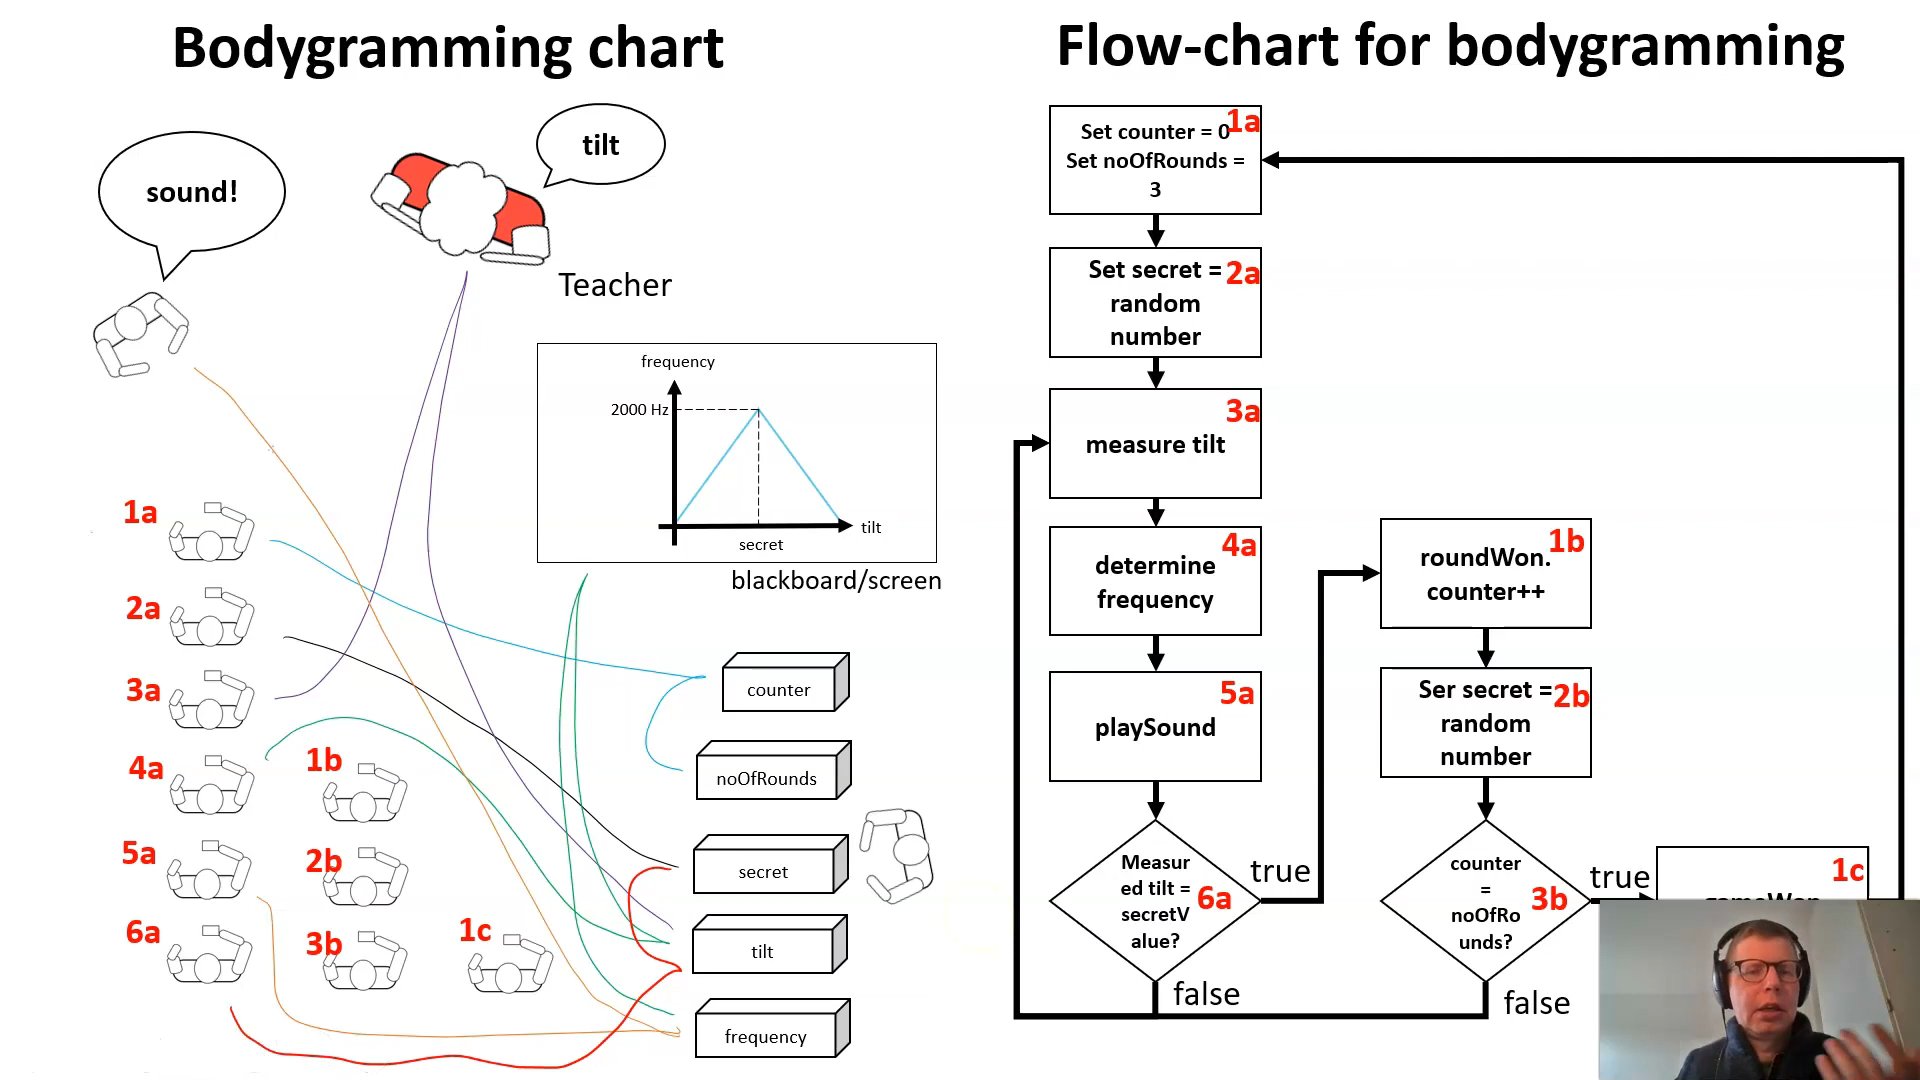 Bodygramming chart
sound!
tilt
Teacher
frequency
2000 Hz
tilt
secret
blackboard/screen
1a
2a
3a
4a
5a
6a
1b
2b
3b
1c
counter
noOfRounds
secret
tilt
frequency
Flow-chart for bodygramming
1a
Set counter = 0
Set noOfRounds =
3
2a
Set secret =
random
number
3a
measure tilt
4a
determine
frequency
5a
playSound
Measur
ed tilt =
secretV
alue?
6a
true
false
1b
roundWon.
counter++
Ser secret =
2b
random
number
counter
=
noOfRo
unds?
3b
true
false
1c
gameWon